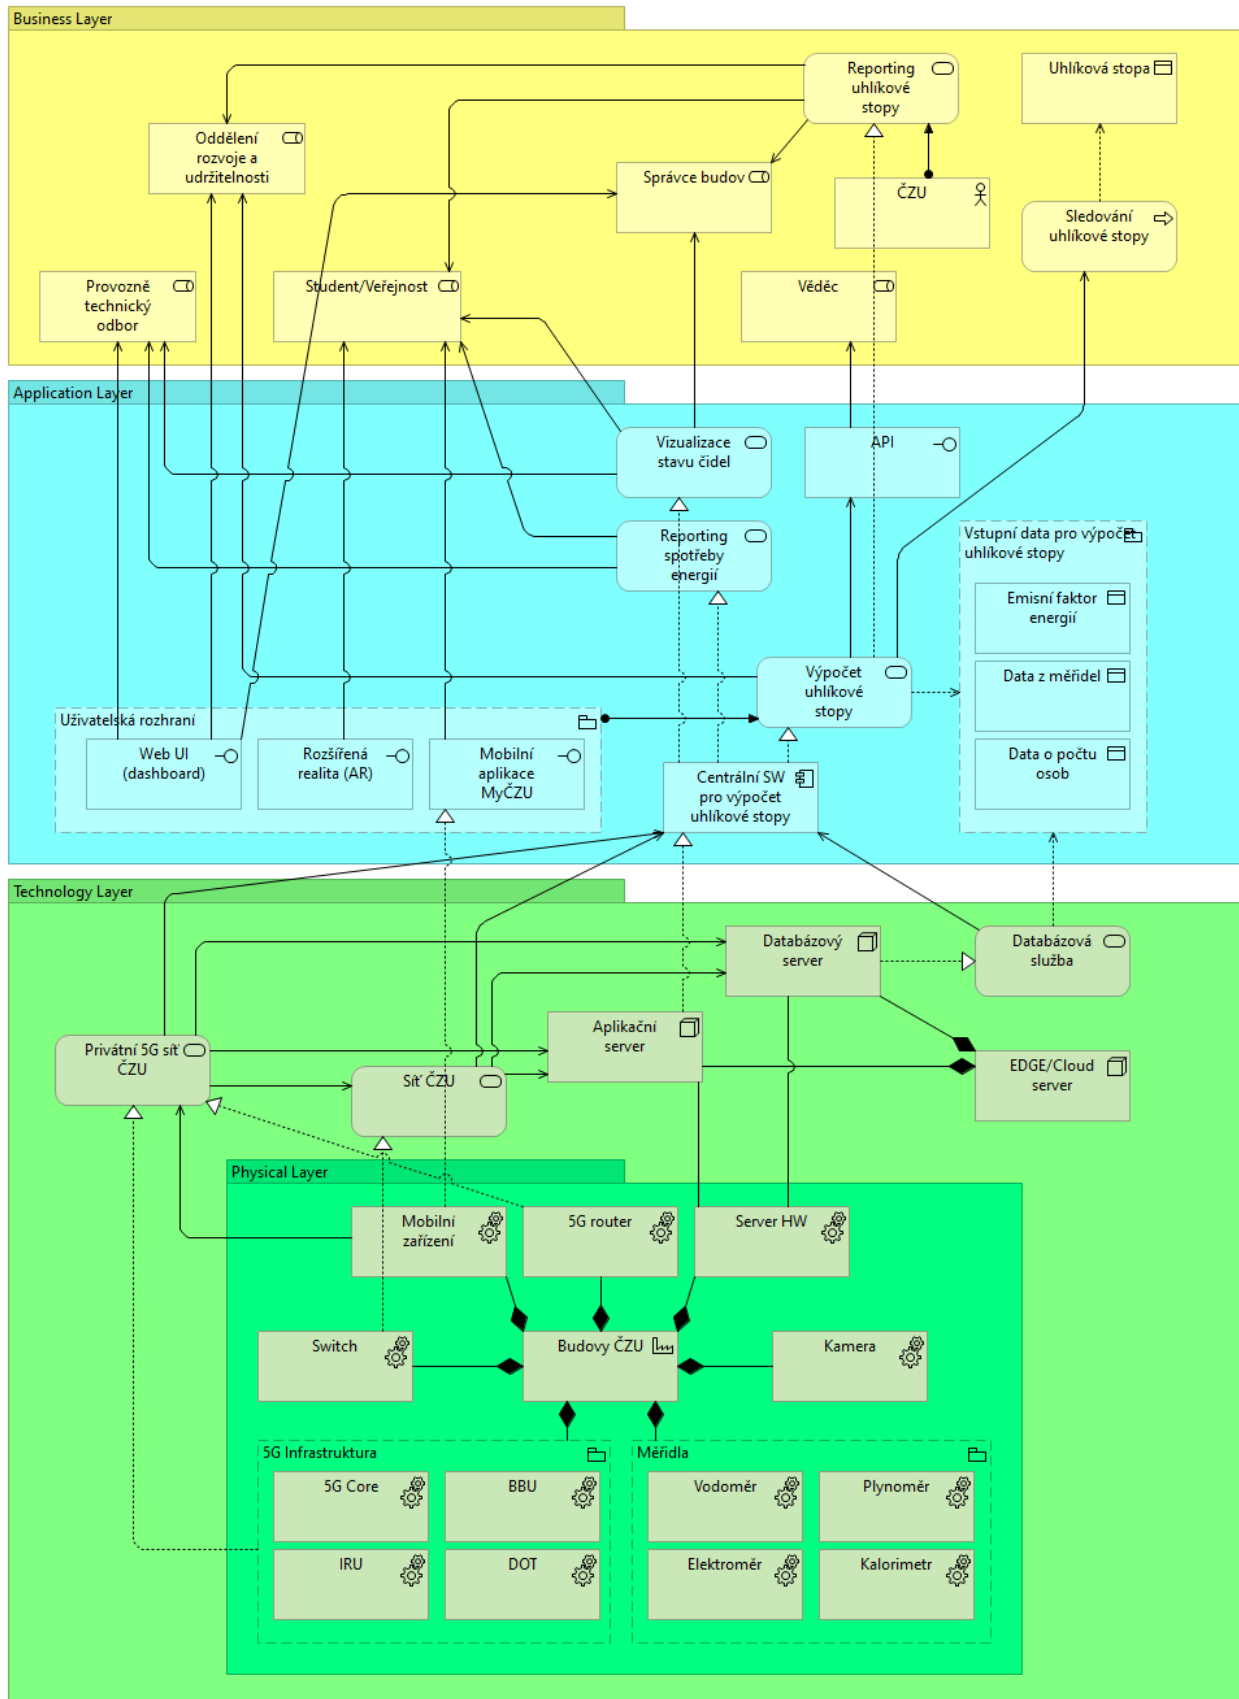 Business Layer
Reporting
uhlíkové
stopy
Uhlíková stopa
Oddělení
rozvoje a
udržitelnosti
Správce budov
ČZU
Sledování
uhlíkové stopy
Provozně
technický
odbor
Student/Veřejnost
Věděc
Application Layer
Vizualizace
stavu čidel
API
Reporting
spotřeby
energií
Vstupní data pro výpočet
uhlíkové stopy
Emisní faktor
energií
Data z měřidel
Data o počtu
osob
Výpočet
uhlíkové
stopy
Uživatelská rozhraní
Web UI
(dashboard)
Rozšířená
realita (AR)
Mobilní
aplikace
MyČZU
Centrální SW
pro výpočet
uhlíkové stopy
Technology Layer
Databázový
server
Databázová
služba
Aplikační
server
Privátní 5G síť
ČZU
Síť ČZU
EDGE/Cloud
server
Physical Layer
Mobilní
zařízení
5G router
Server HW
Switch
Budovy ČZU
Kamera
5G Infrastruktura
5G Core
BBU
IRU
DOT
Měřidla
Vodoměr
Plynoměr
Elektroměr
Kalorimetr